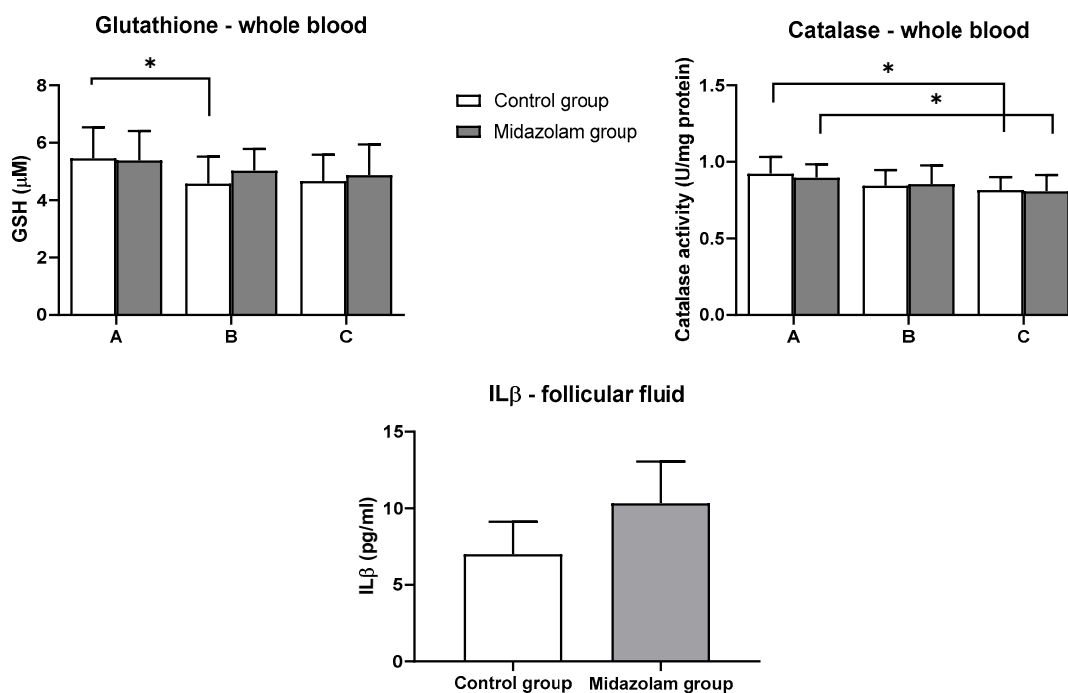 Glutathione - whole blood
*
8
6
4
2
0
GSH (μM)
A
B
C
Control group
Midazolam group
Catalase - whole blood
*
*
1.5
1.0
0.5
0.0
Catalase activity (U/mg protein)
A
B
C
ILβ - follicular fluid
15
10
5
0
ILβ (pg/ml)
Control group
Midazolam group